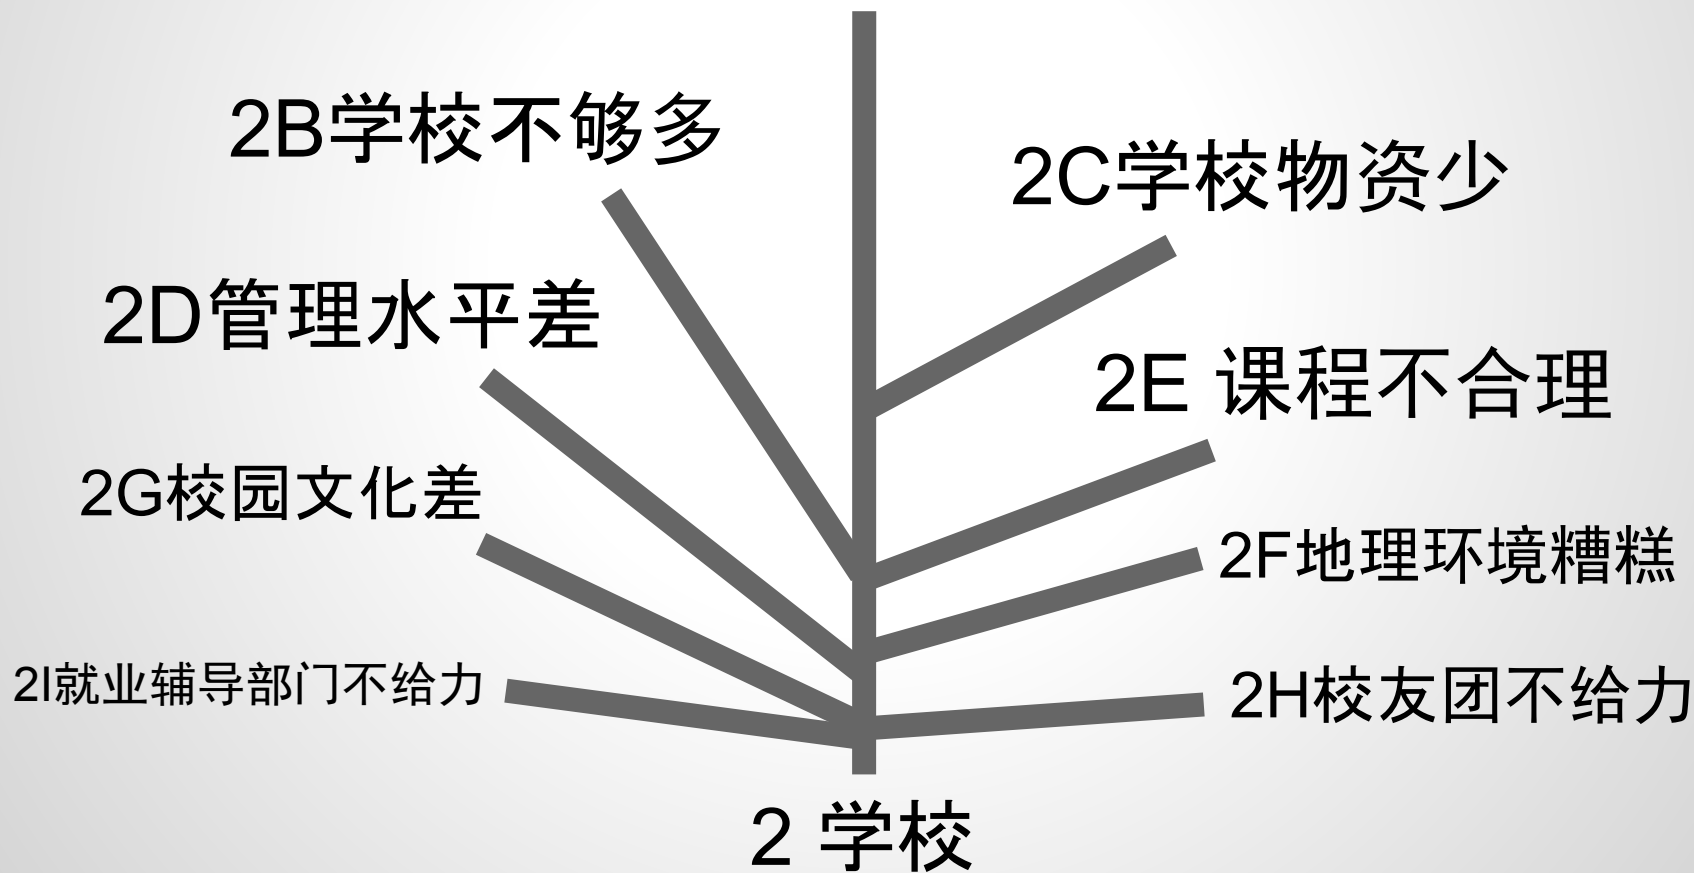 2B学校不够多
2C学校物资少
2D管理水平差
2E 课程不合理
2G校园文化差
2F地理环境糟糕
2I就业辅导部门不给力
2H校友团不给力
2 学校